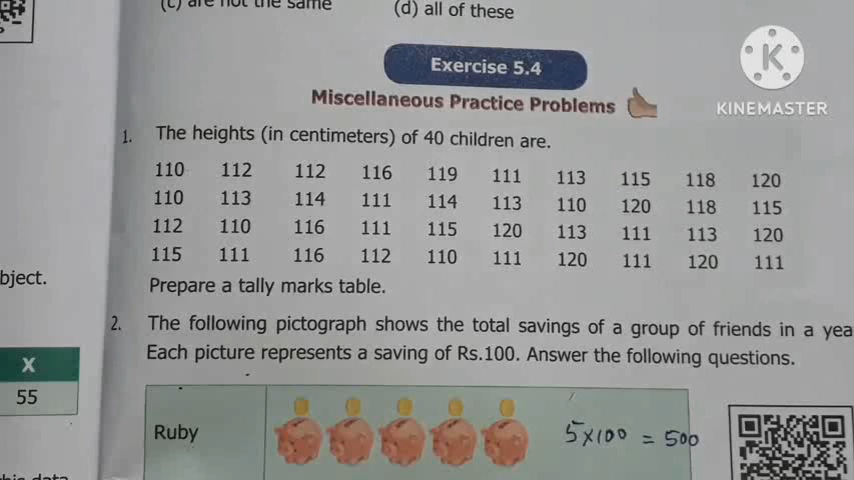 (c) are not the same (d) all of these
Exercise 5.4
K
KINEMASTER
Miscellaneous Practice Problems
1. The heights (in centimeters) of 40 children are.
110 112 112 116 119 111 113 115 118 120
110 113 114 111 114 113 110 120 118 115
112 110 116 111 115 120 113 111 113 120
115 111 116 112 110 111 120 111 120 111
bject.
Prepare a tally marks table.
2. The following pictograph shows the total savings of a group of friends in a yea
Each picture represents a saving of Rs.100. Answer the following questions.
X
55
Ruby 5×100 = 500